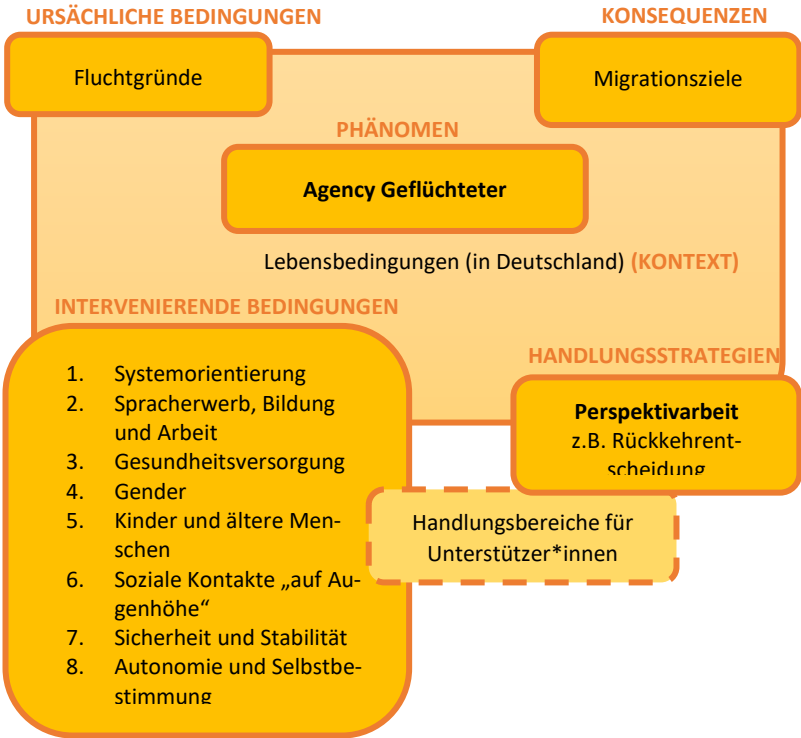 URSÄCHLICHE BEDINGUNGEN
KONSEQUENZEN
Fluchtgründe
Migrationsziele
PHÄNOMEN
Agency Geflüchteter
Lebensbedingungen (in Deutschland) (KONTEXT)
INTERVENIERENDE BEDINGUNGEN
1. Systemorientierung
2. Spracherwerb, Bildung
und Arbeit
3. Gesundheitsversorgung
4. Gender
5. Kinder und ältere Men-
schen
6. Soziale Kontakte „auf Au-
genhöhe“
7. Sicherheit und Stabilität
8. Autonomie und Selbstbe-
stimmung
HANDLUNGSSTRATEGIEN
Perspektivarbeit
z.B. Rückkehrent-
scheidung
Handlungsbereiche für
Unterstützer*innen